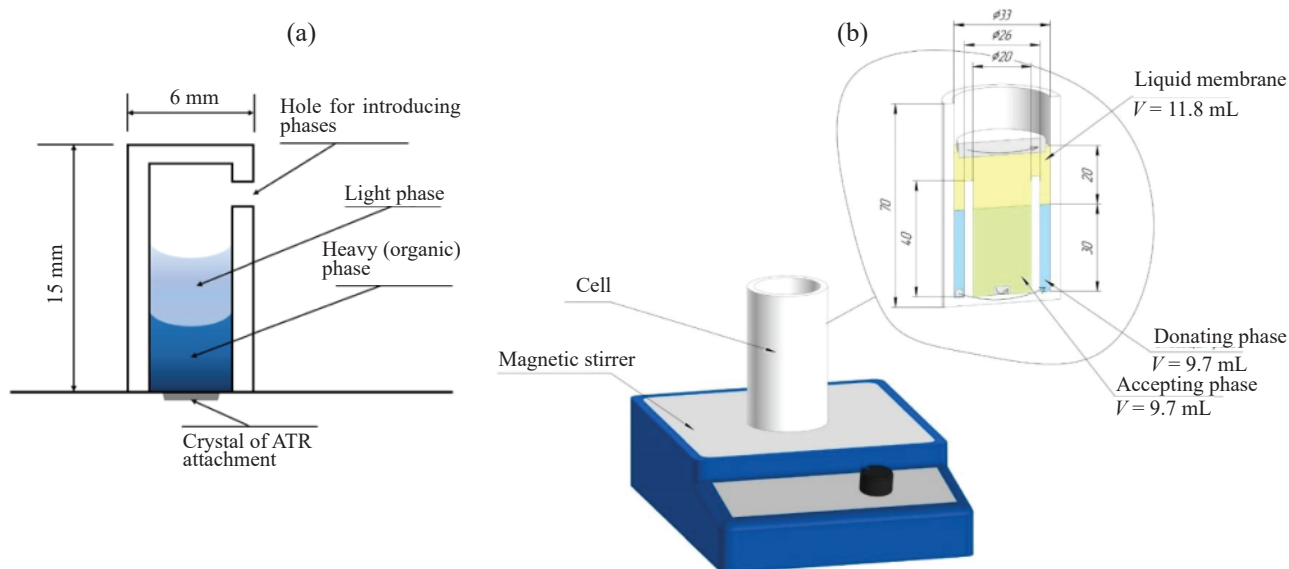 (a)
6 mm
Hole for introducing
phases
Light phase
Heavy (organic)
phase
15 mm
Crystal of ATR
attachment
(b)
ø33
ø26
ø20
Liquid membrane
V = 11.8 mL
70
40
20
30
Cell
Magnetic stirrer
Donating phase
V = 9.7 mL
Accepting phase
V = 9.7 mL